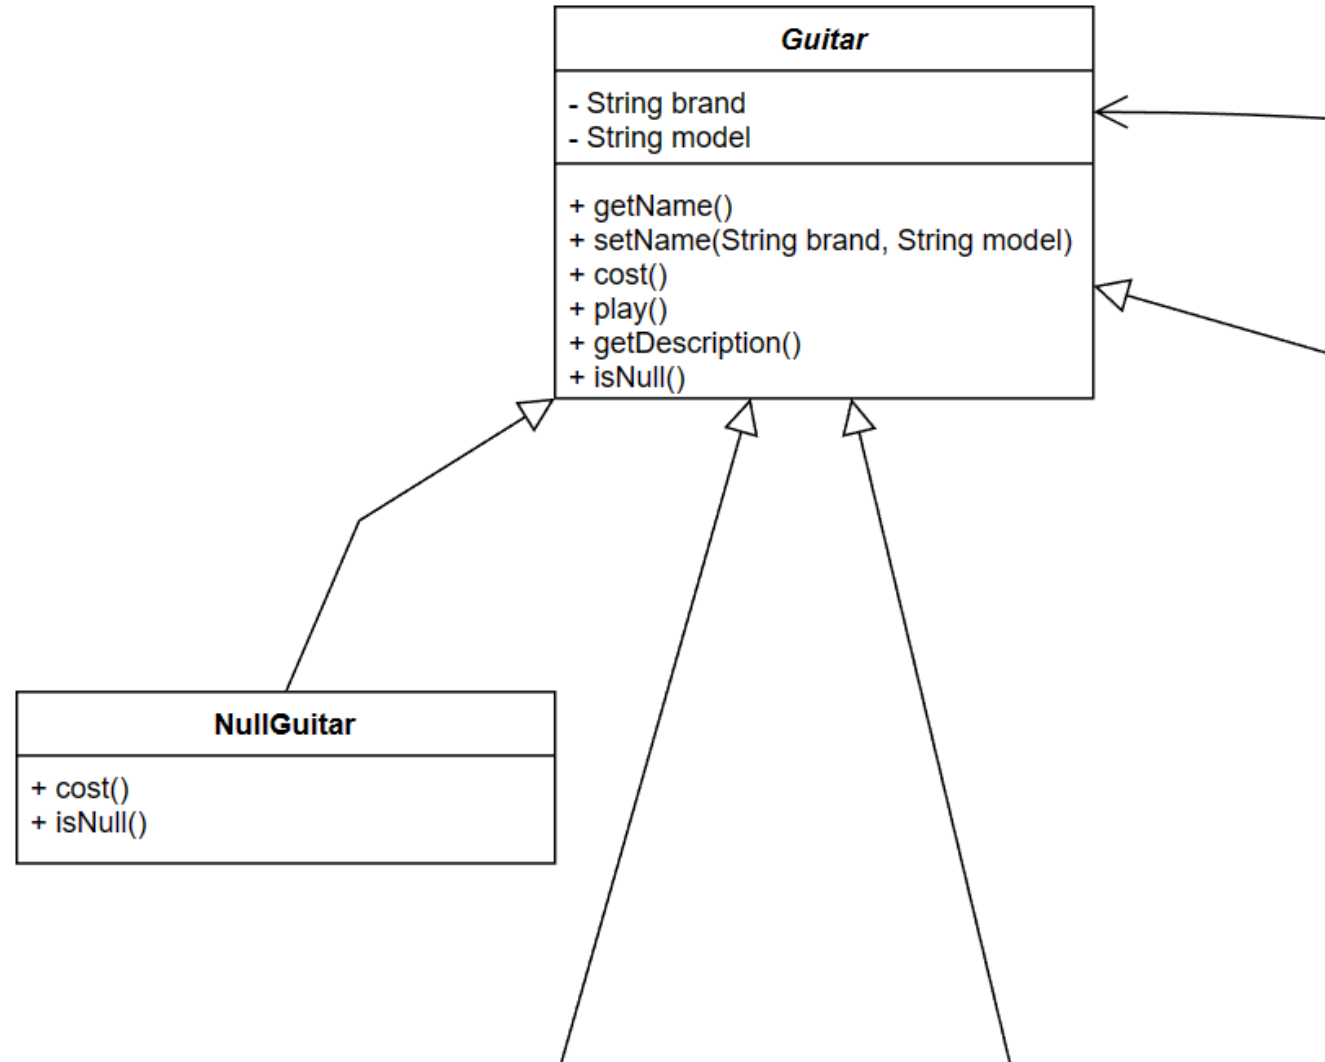 Guitar
- String brand
- String model
+ getName()
+ setName(String brand, String model)
+ cost()
+ play()
+ getDescription()
+ isNull()
NullGuitar
+ cost()
+ isNull()